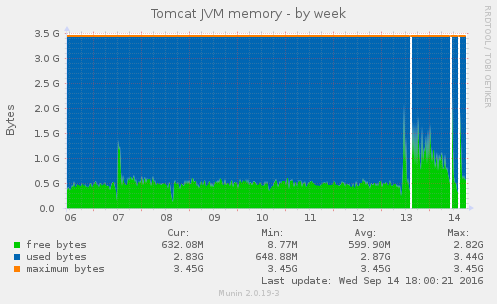 Tomcat JVM memory - by week
RRDTOOL / TOBI OETIKER
Bytes
3.5 G
3.0 G
2.5 G
2.0 G
1.5 G
1.0 G
0.5 G
0.0
06 07 08 09 10 11 12 13 14
Cur: Min: Avg: Max:
free bytes 632.08M 8.77M 599.90M 2.82G
used bytes 2.83G 648.88M 2.87G 3.44G
maximum bytes 3.45G 3.45G 3.45G 3.45G
Last update: Wed Sep 14 18:00:21 2016
Munin 2.0.19-3